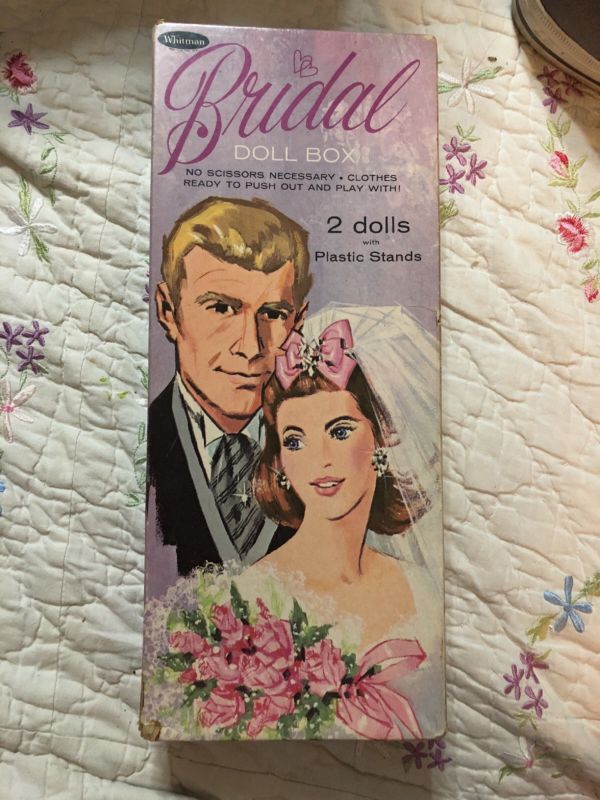 Whitman
Bridal
DOLL BOX
NO SCISSORS NECESSARY • CLOTHES
READY TO PUSH OUT AND PLAY WITH!
2 dolls
with
Plastic Stands